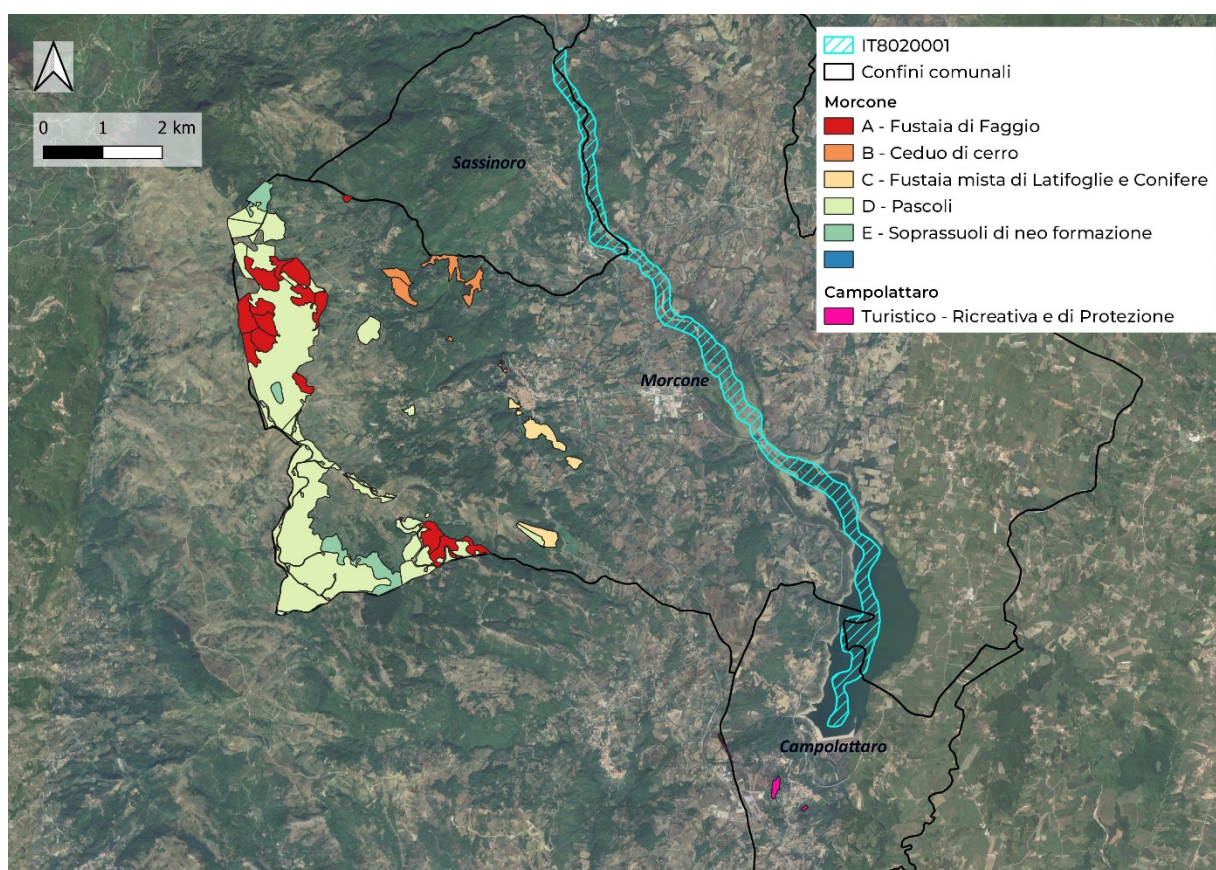 IT8020001
Confini comunali
Morcone
A - Fustaia di Faggio
B - Ceduo di cerro
C - Fustaia mista di Latifoglie e Conifere
D - Pascoli
E - Soprassuoli di neo formazione
Campolattaro
Turistico - Ricreativa e di Protezione
0 1 2 km
Sassinoro
Morcone
Campolattaro